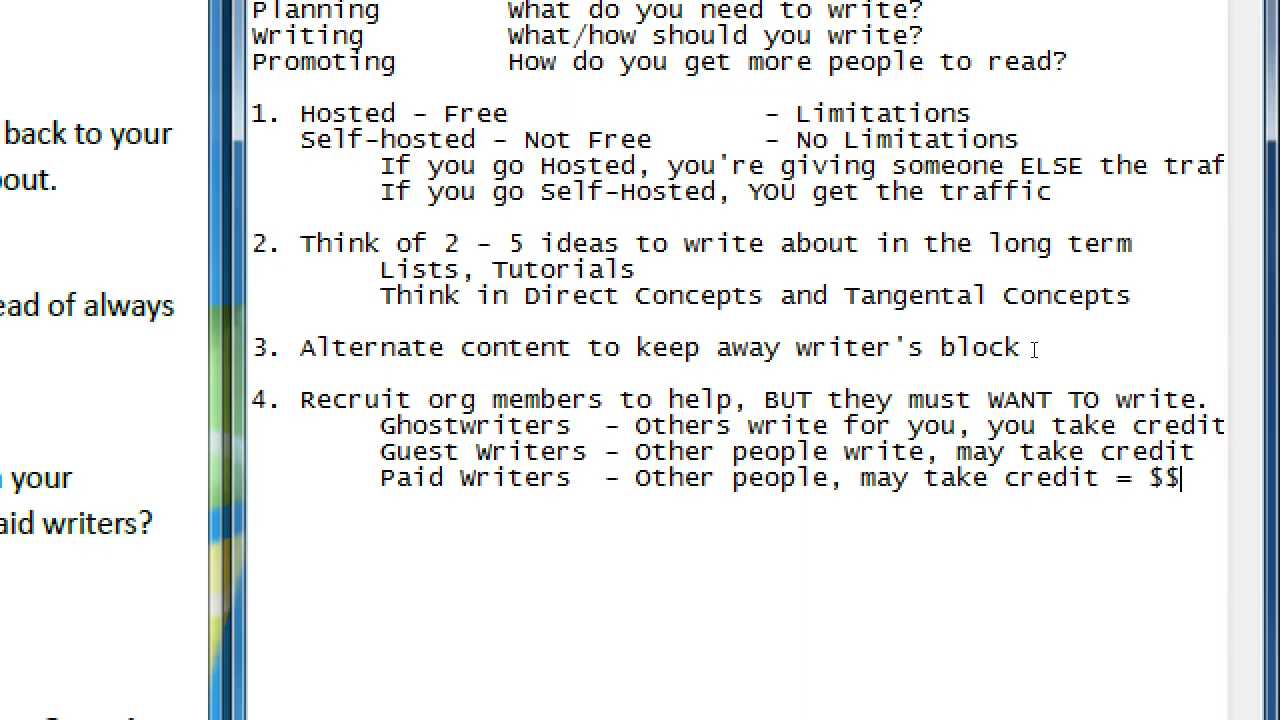 back to your
out.
ead of always
your
aid writers?
Planning What do you need to write?
Writing What/how should you write?
Promoting How do you get more people to read?
1. Hosted - Free - Limitations
Self-hosted - Not Free - No Limitations
If you go Hosted, you're giving someone ELSE the traf
If you go Self-Hosted, YOU get the traffic
2. Think of 2 - 5 ideas to write about in the long term
Lists, Tutorials
Think in Direct Concepts and Tangental Concepts
3. Alternate content to keep away writer's block
4. Recruit org members to help, BUT they must WANT TO write.
Ghostwriters - Others write for you, you take credit
Guest Writers - Other people write, may take credit
Paid Writers - Other people, may take credit = $$